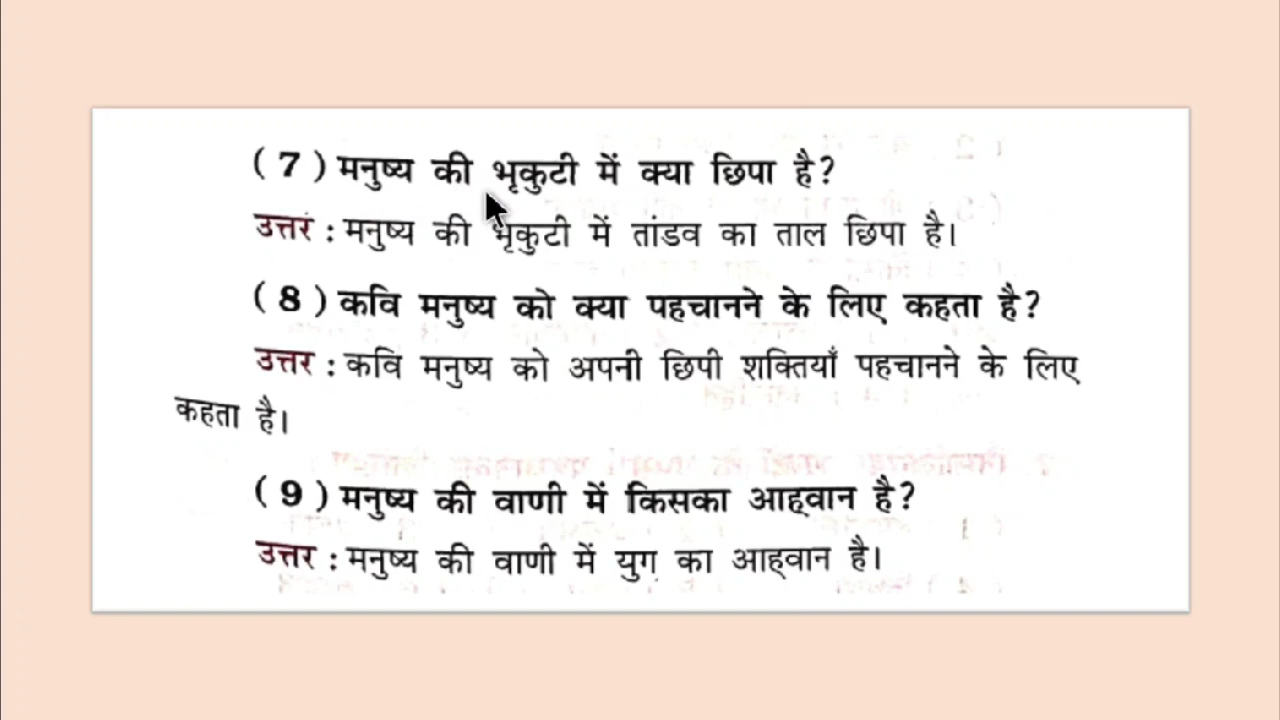 ( 7 ) मनुष्य की भृकुटी में क्या छिपा है?
उत्तर : मनुष्य की भृकुटी में तांडव का ताल छिपा है।
( 8 ) कवि मनुष्य को क्या पहचानने के लिए कहता है?
उत्तर : कवि मनुष्य को अपनी छिपी शक्तियाँ पहचानने के लिए
कहता है।
( 9 ) मनुष्य की वाणी में किसका आह्वान है?
उत्तर : मनुष्य की वाणी में युग का आह्वान है।